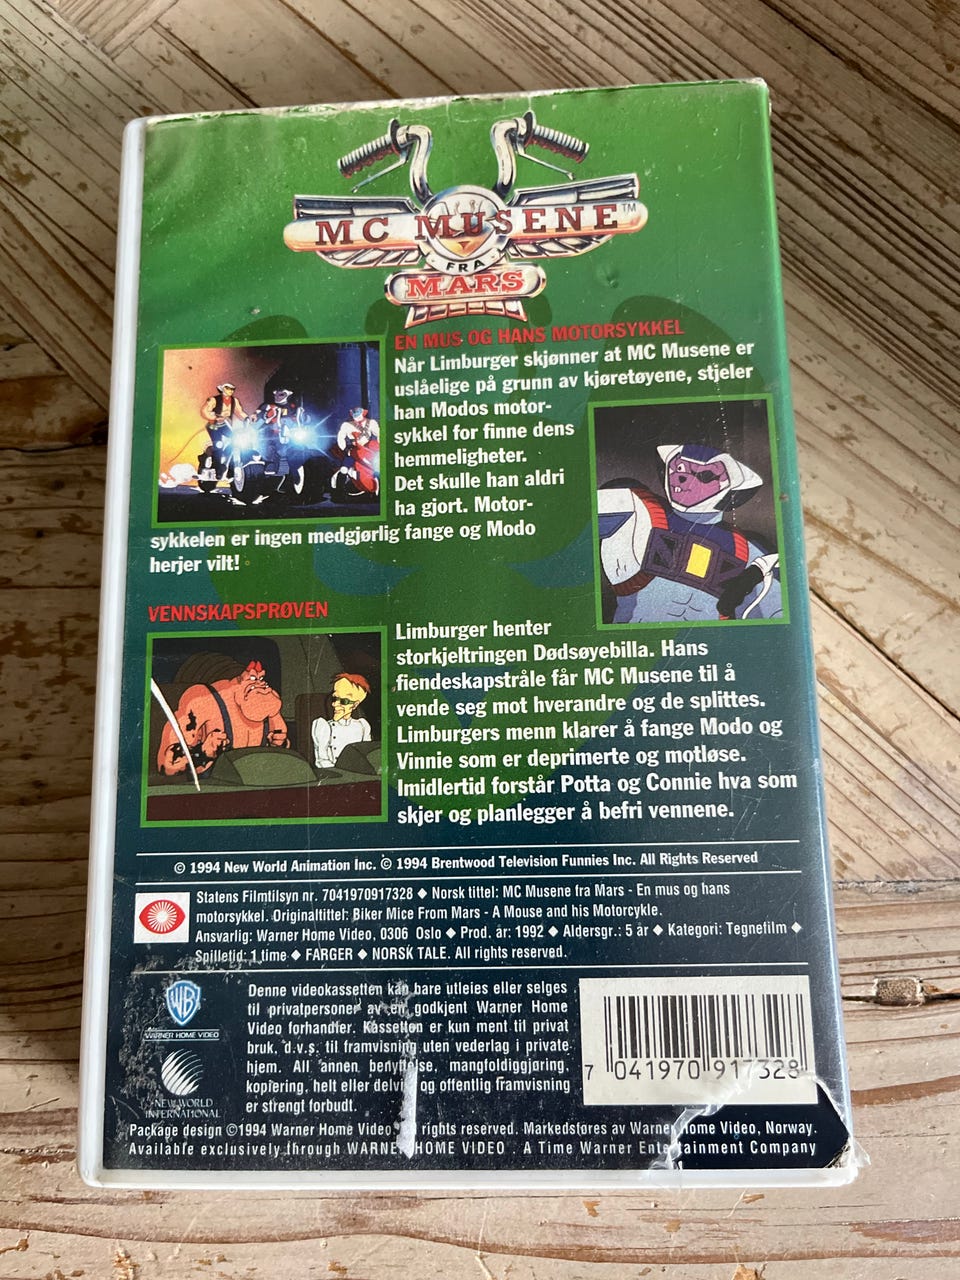 MC MUSENE™
FRA
MARS
EN MUS OG HANS MOTORSYKKEL
Når Limburger skjønner at MC Musene er
uslåelige på grunn av kjøretøyene, stjeler
han Modos motor-
sykkel for finne dens
hemmeligheter.
Det skulle han aldri
ha gjort. Motor-
sykkelen er ingen medgjørlig fange og Modo
herjer vilt!
VENNSKAPSPRØVEN
Limburger henter
storkjeltringen Dødsøyebilla. Hans
fiendeskapstråle får MC Musene til å
vende seg mot hverandre og de splittes.
Limburgers menn klarer å fange Modo og
Vinnie som er deprimerte og motløse.
Imidlertid forstår Potta og Connie hva som
skjer og planlegger å befri vennene.
© 1994 New World Animation Inc. © 1994 Brentwood Television Funnies Inc. All Rights Reserved
Statens Filmtilsyn nr. 7041970917328 ◆ Norsk tittel: MC Musene fra Mars - En mus og hans
motorsykkel. Originaltittel: Biker Mice From Mars - A Mouse and his Motorcykle.
Ansvarlig: Warner Home Video, 0306 Oslo ◆ Prod. år: 1992 ◆ Aldersgr.: 5 år ◆ Kategori: Tegnefilm ◆
Spilletid: 1 time ◆ FARGER ◆ NORSK TALE. All rights reserved.
WB
WARNER HOME VIDEO
NEW WORLD
INTERNATIONAL
Denne videokassetten kan bare utleies eller selges
til privatpersoner av en godkjent Warner Home
Video forhandler. Kassetten er kun ment til privat
bruk, d.v.s. til framvisning uten vederlag i private
hjem. All annen benyttelse, mangfoldiggjøring,
kopiering, helt eller delvis og offentlig framvisning
er strengt forbudt.
7 041970 917328
Package design ©1994 Warner Home Video. rights reserved. Markedsføres av Warner Home Video, Norway.
Available exclusively through WARNER HOME VIDEO . A Time Warner Entertainment Company